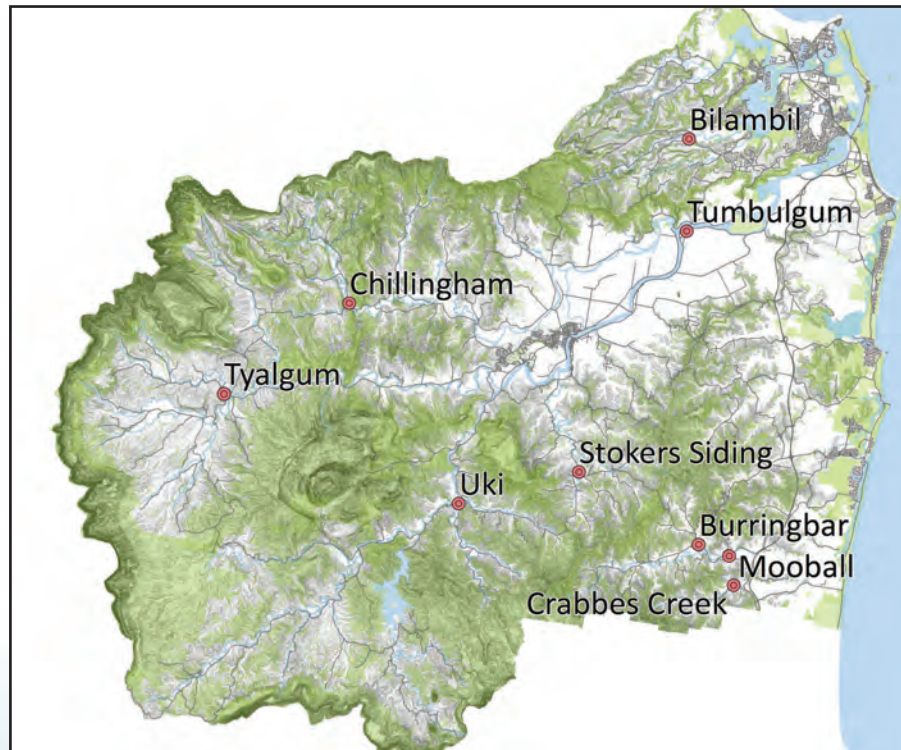 Bilambil
Tumbulgum
Chillingham
Tyalgum
Stokers Siding
Uki
Burringbar
Mooball
Crabbes Creek